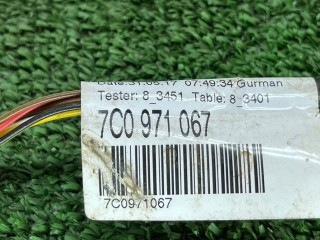 Date:31.05.17 07:49:34 Gurman
Tester: 8_3451 Table: 8_3401
7C0 971 067
7C0971067